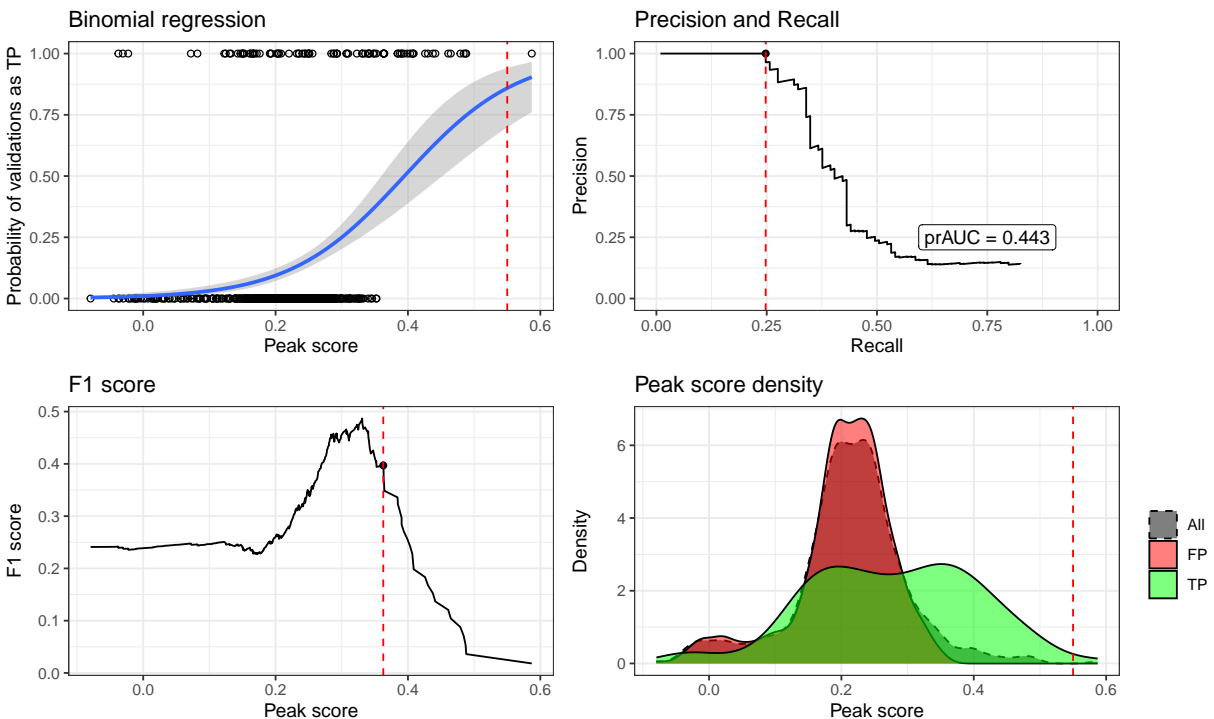 Binomial regression
Probability of validations as TP
1.00
0.75
0.50
0.25
0.00
0.0 0.2 0.4 0.6
Peak score
Precision and Recall
Precision
1.00
0.75
0.50
0.25
0.00
prAUC = 0.443
0.00 0.25 0.50 0.75 1.00
Recall
F1 score
F1 score
0.5
0.4
0.3
0.2
0.1
0.0
0.0 0.2 0.4 0.6
Peak score
Peak score density
Density
6
4
2
0
0.0 0.2 0.4 0.6
Peak score
All
FP
TP